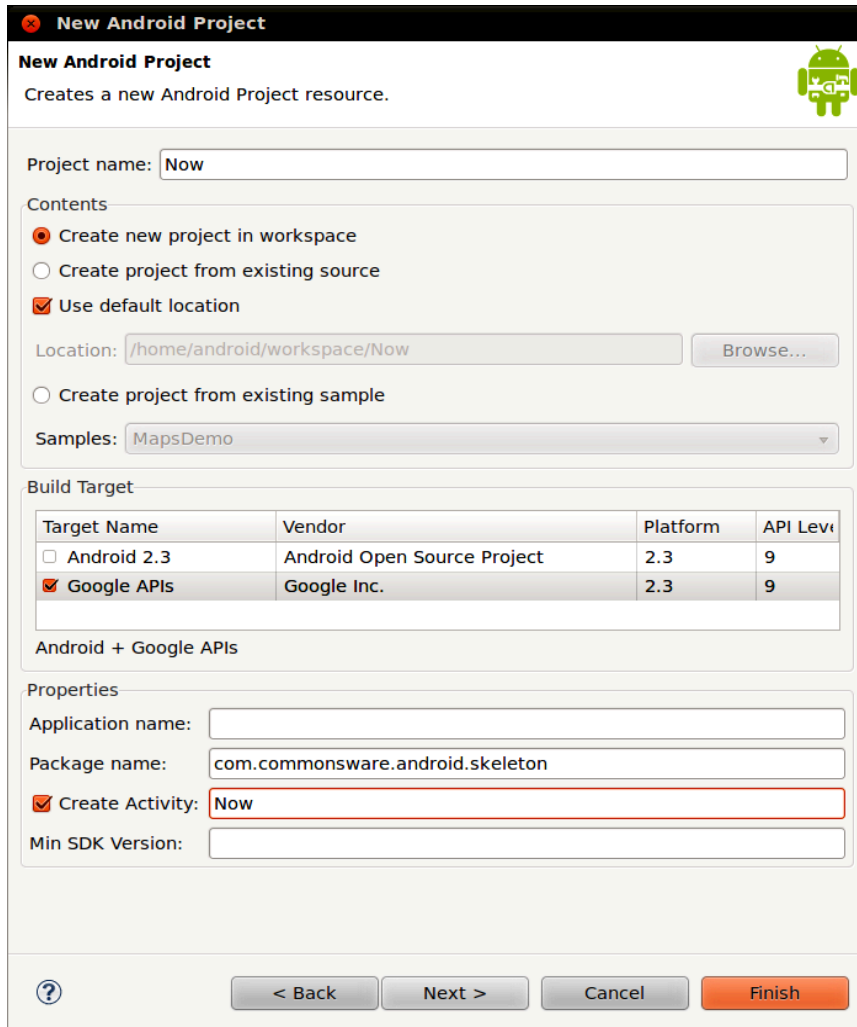 New Android Project
New Android Project
Creates a new Android Project resource.
Project name: Now
Contents
Create new project in workspace
Create project from existing source
Use default location
Location: /home/android/workspace/Now Browse...
Create project from existing sample
Samples: MapsDemo
Build Target
Target Name Vendor Platform API Leve
Android 2.3 Android Open Source Project 2.3 9
Google APIs Google Inc. 2.3 9
Android + Google APIs
Properties
Application name:
Package name: com.commonsware.android.skeleton
Create Activity: Now
Min SDK Version:
? < Back Next > Cancel Finish